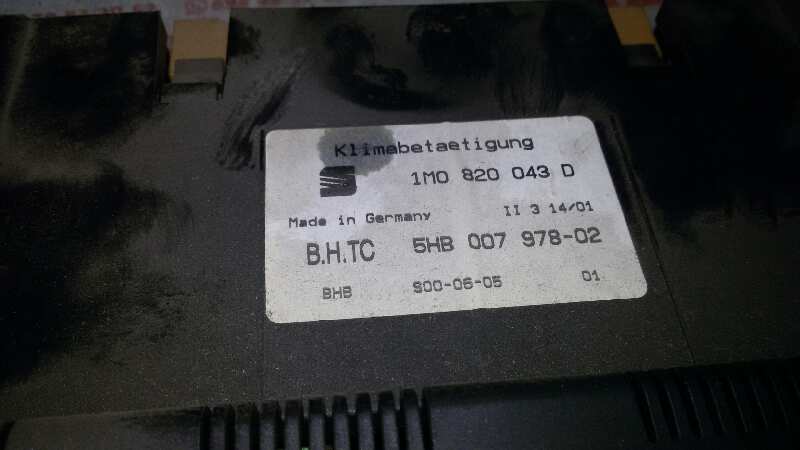 Klimabetaetigung
1M0 820 043 D
Made in Germany II 3 14/01
B.H.TC 5HB 007 978-02
BHB S00-06-05 01